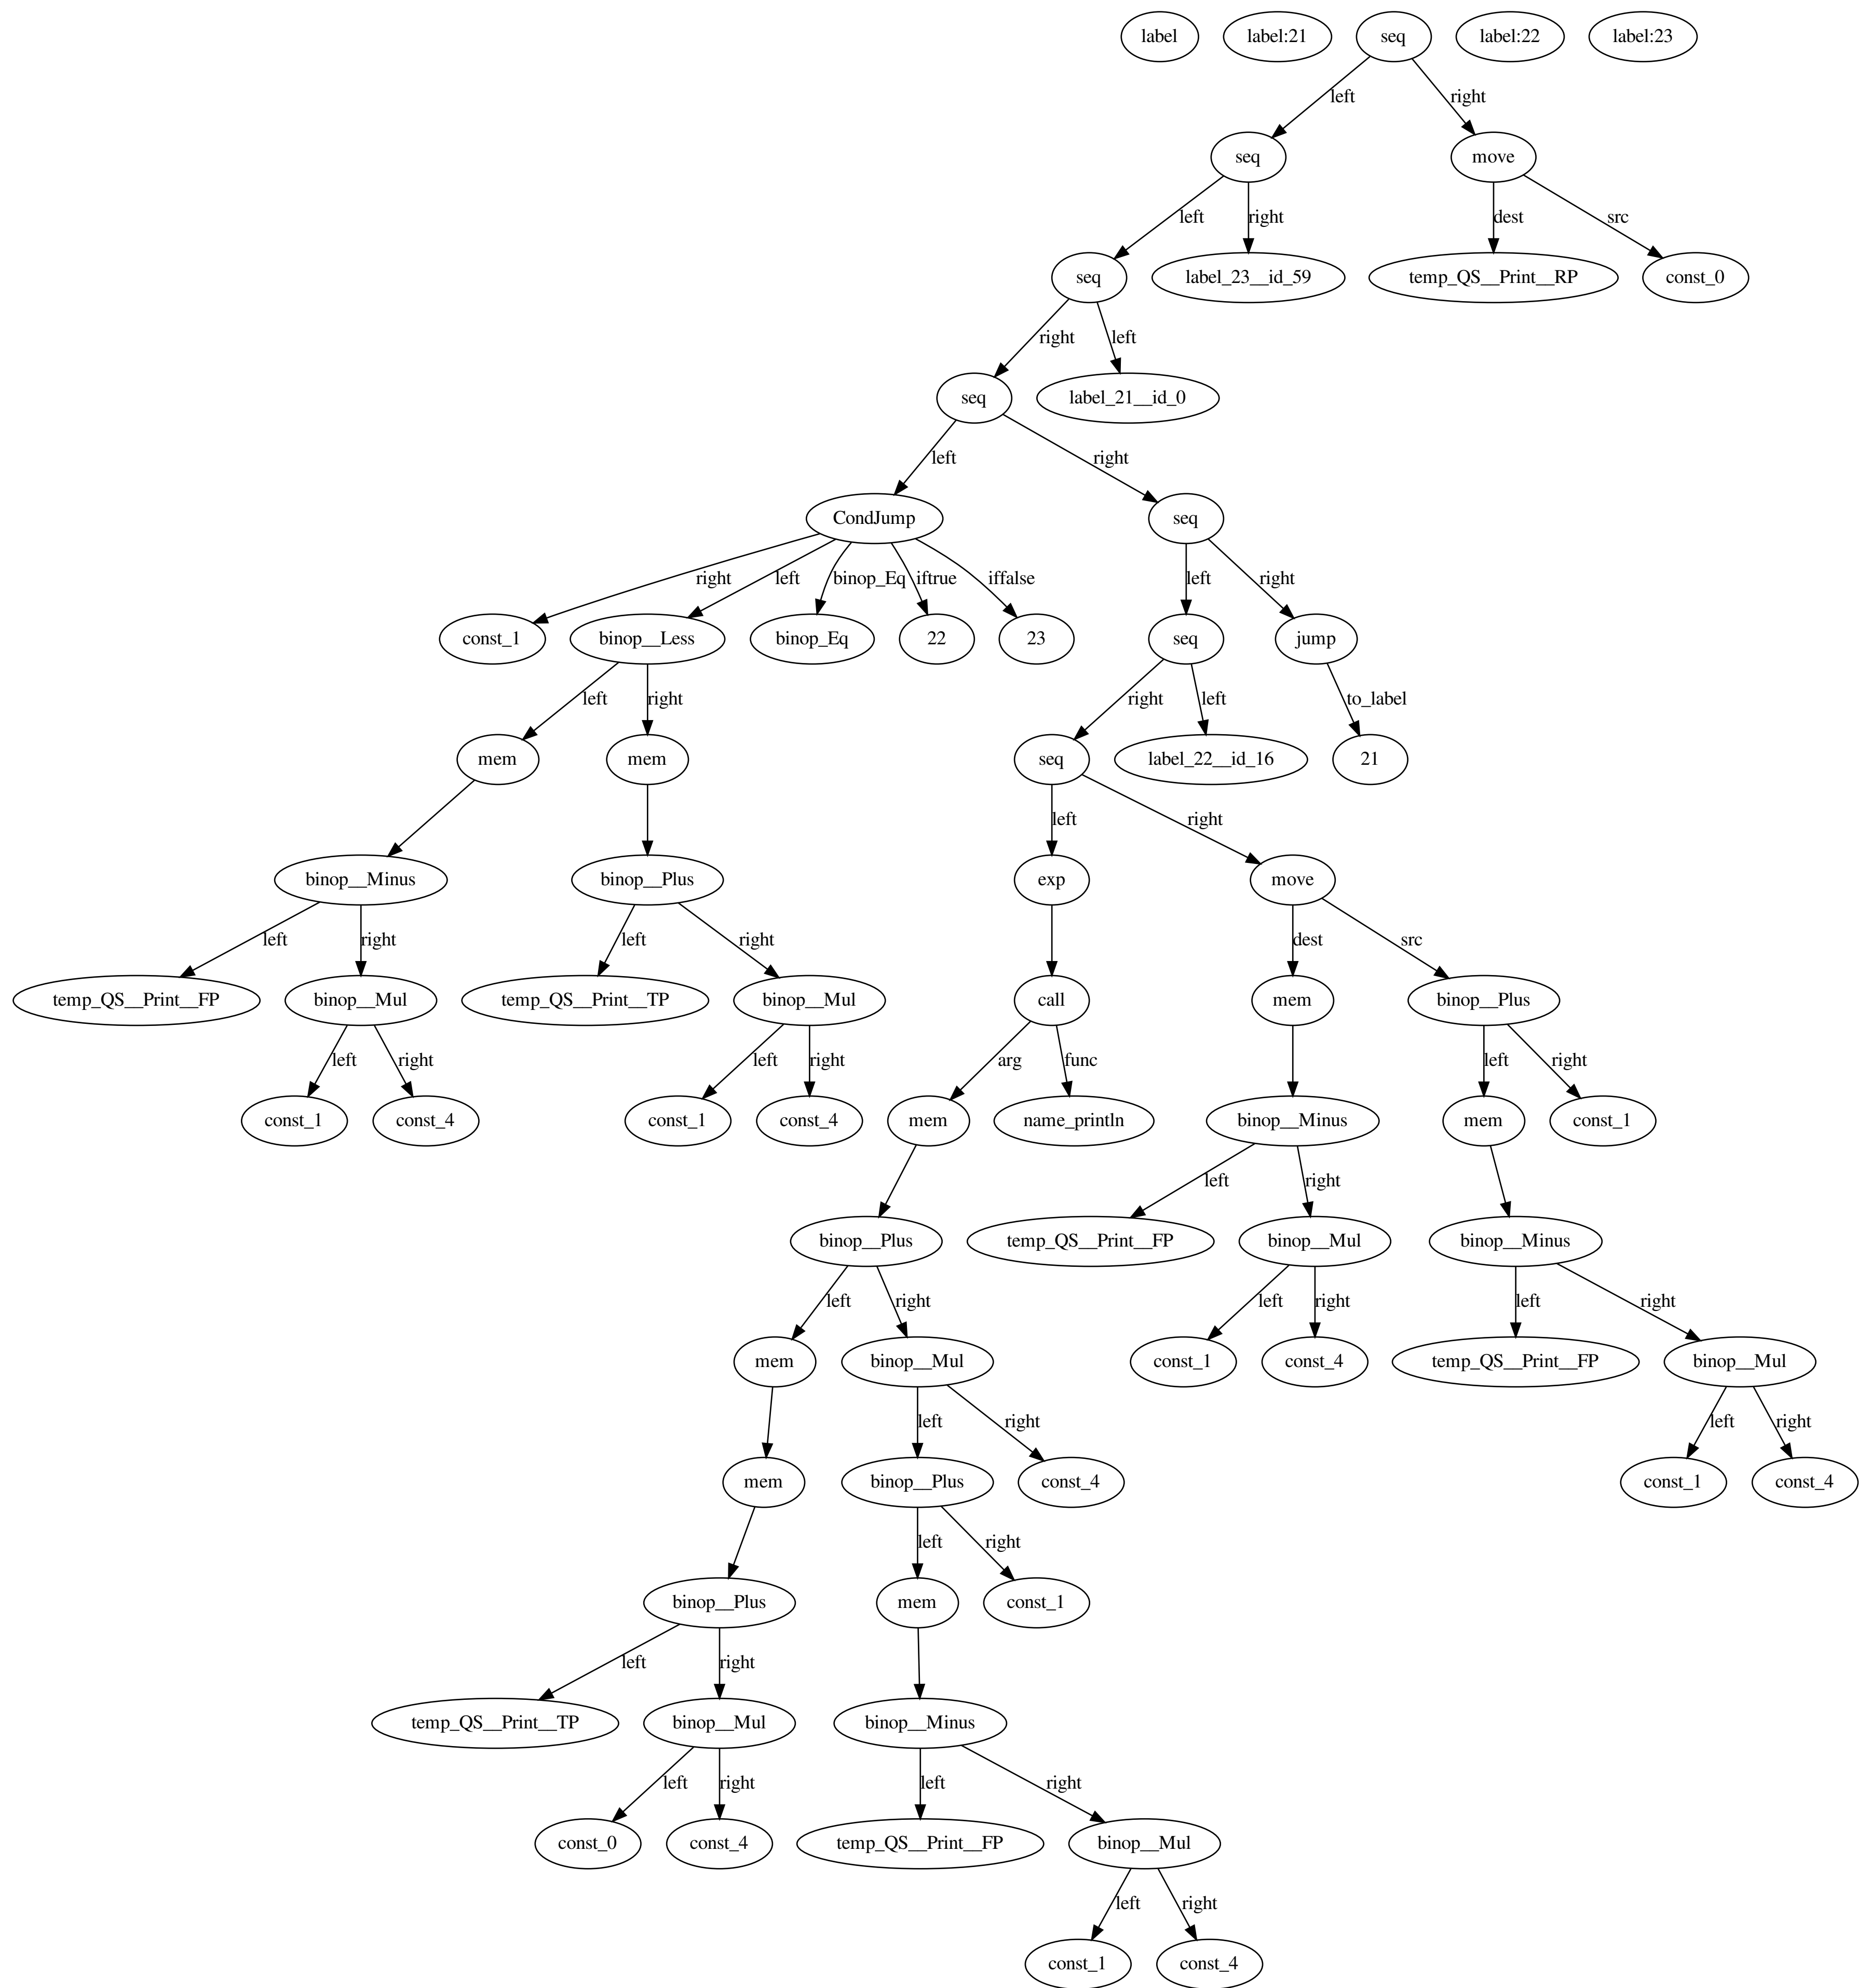 label label:21 seq label:22 label:23
left right
seq move
left right dest src
seq label_23__id_59 temp_QS__Print__RP const_0
right left
seq label_21__id_0
left right
CondJump seq
right left binop_Eq iftrue iffalse left right
const_1 binop__Less binop_Eq 22 23 seq jump
left right right left to_label
mem mem seq label_22__id_16 21
left right
binop__Minus binop__Plus exp move
left right left right dest src
temp_QS__Print__FP binop__Mul temp_QS__Print__TP binop__Mul call mem binop__Plus
left right left right arg func left right
const_1 const_4 const_1 const_4 mem name_println binop__Minus mem const_1
left right
binop__Plus temp_QS__Print__FP binop__Mul binop__Minus
left right left right left right
mem binop__Mul const_1 const_4 temp_QS__Print__FP binop__Mul
left right left right
mem binop__Plus const_4 const_1 const_4
left right
binop__Plus mem const_1
left right
temp_QS__Print__TP binop__Mul binop__Minus
left right left right
const_0 const_4 temp_QS__Print__FP binop__Mul
left right
const_1 const_4